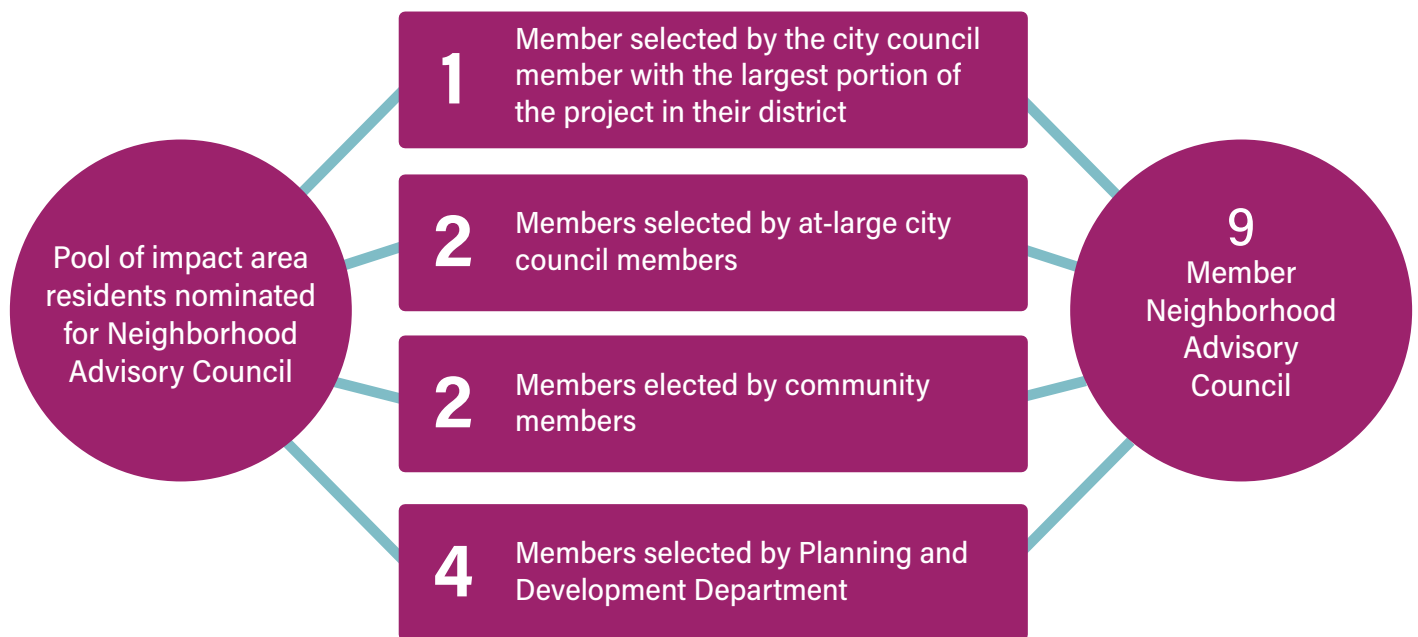 Pool of impact area
residents nominated
for Neighborhood
Advisory Council
1
Member selected by the city council
member with the largest portion of
the project in their district
2
Members selected by at-large city
council members
2
Members elected by community
members
4
Members selected by Planning and
Development Department
9
Member
Neighborhood
Advisory
Council